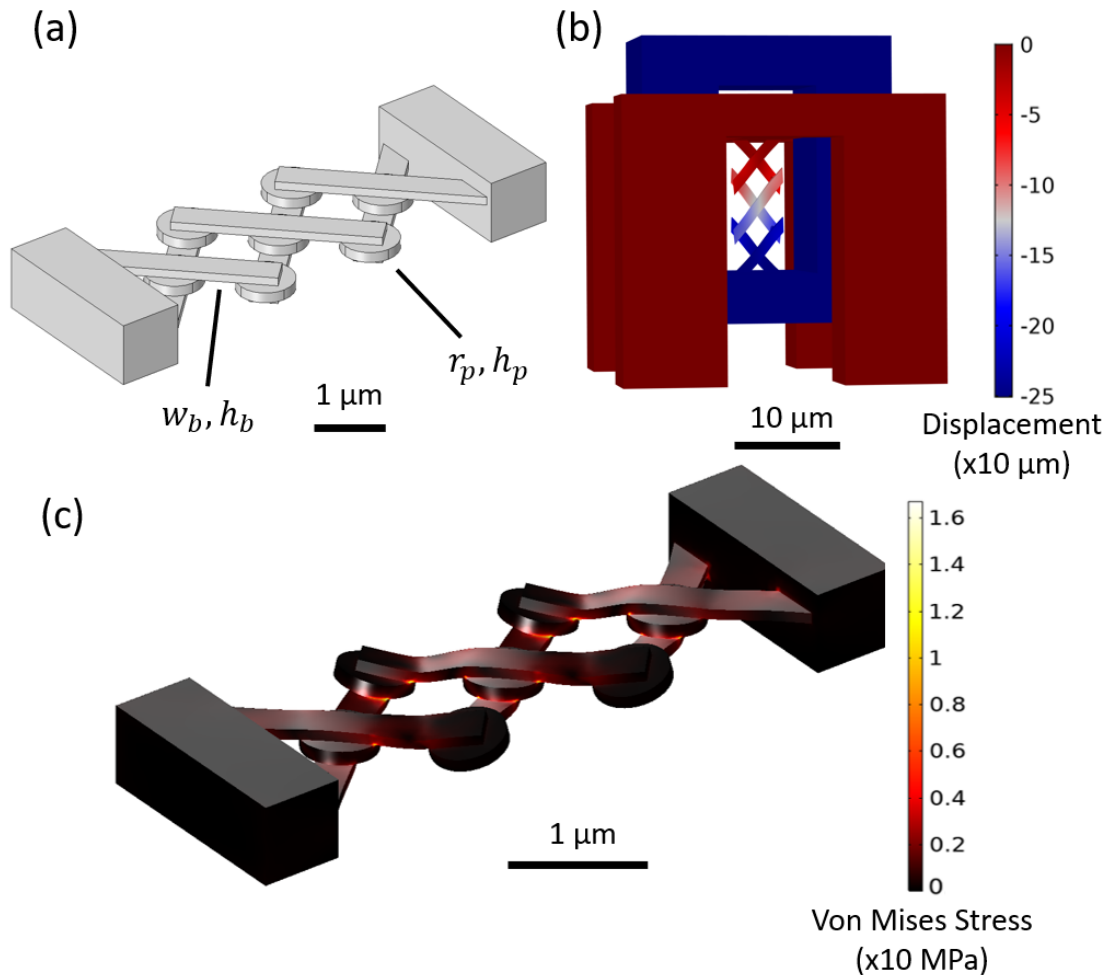 (a)
w_b, h_b
r_p, h_p
1 μm
(b)
0
-5
-10
-15
-20
-25
10 μm
Displacement
(x10 μm)
(c)
1 μm
1.6
1.4
1.2
1
0.8
0.6
0.4
0.2
0
Von Mises Stress
(x10 MPa)